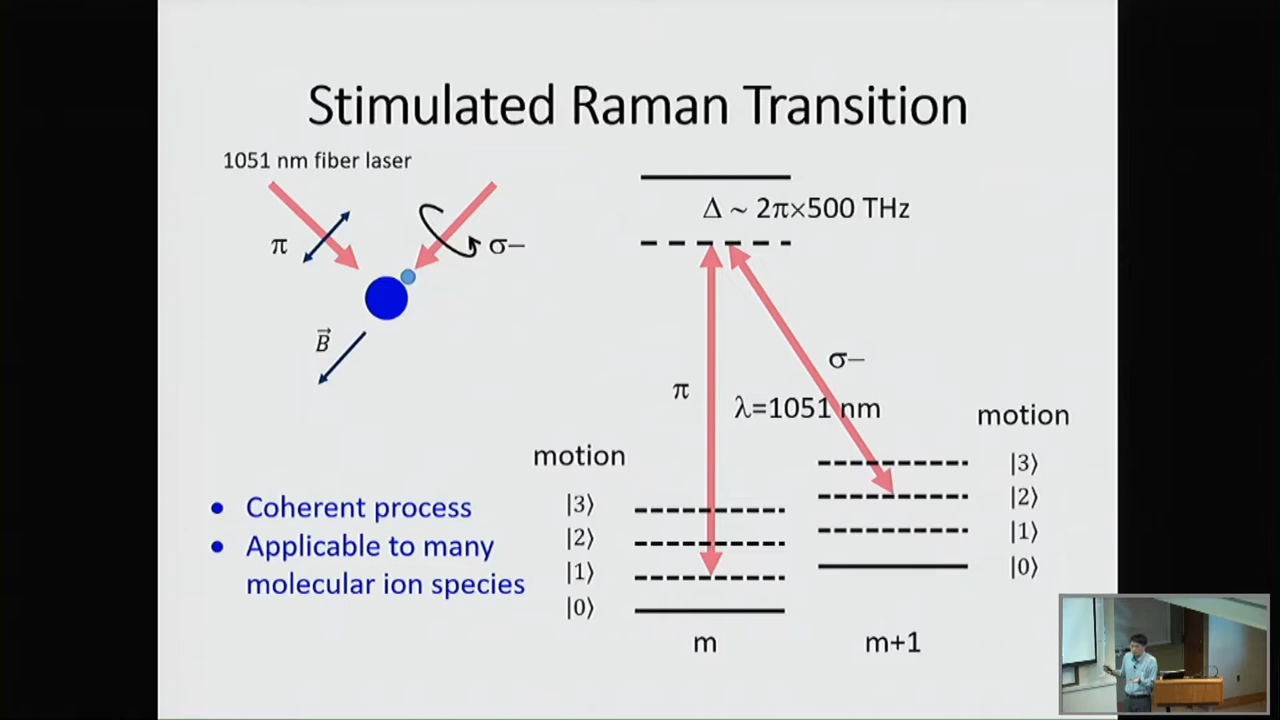 Stimulated Raman Transition
1051 nm fiber laser
π
σ−
B⃗
Δ ~ 2π×500 THz
π
σ−
λ=1051 nm
motion
|3⟩
|2⟩
|1⟩
|0⟩
m
motion
|3⟩
|2⟩
|1⟩
|0⟩
m+1
• Coherent process
• Applicable to many
molecular ion species